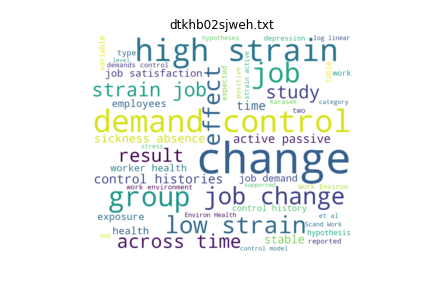 dtkhb02sjweh.txt
hypotheses
depression
log linear
variable
type
high strain
level
demands control
job satisfaction
effect
expected
positive
strain active
job
table
work
strain job
Karasek
study
category
employees
time
two
demand control
sickness absence
active passive
stress
result
change
worker health
control histories
job demand
work environment
supported
Work Environ
group
job change
control history
exposure
may
Environ Health
et al
health
low strain
Scand Work
stable
hypothesis
across time
reported
control model